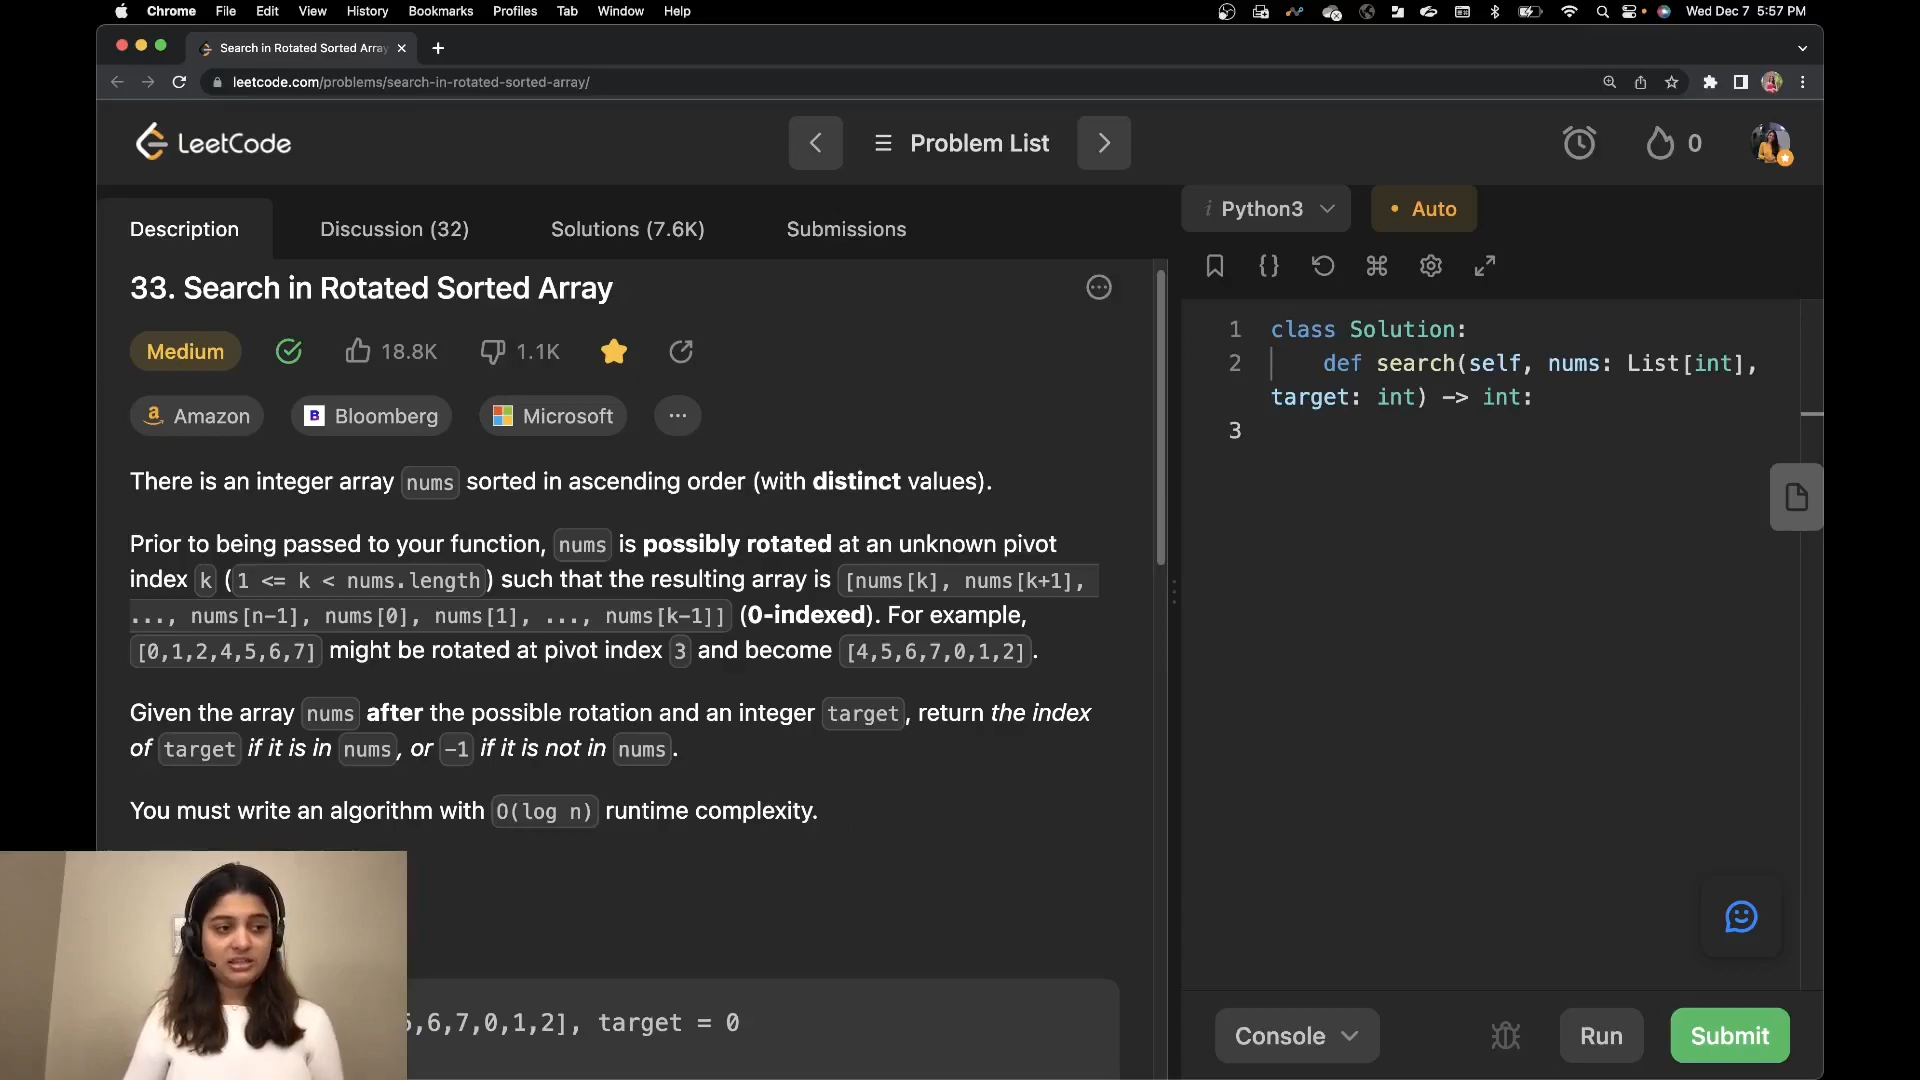 Chrome File Edit View History Bookmarks Profiles Tab Window Help
Wed Dec 7 5:57 PM
Search in Rotated Sorted Array
leetcode.com/problems/search-in-rotated-sorted-array/
LeetCode
Problem List
0
Description
Discussion (32)
Solutions (7.6K)
Submissions
33. Search in Rotated Sorted Array
Medium
18.8K
1.1K
Amazon
B Bloomberg
Microsoft
There is an integer array nums sorted in ascending order (with distinct values).
Prior to being passed to your function, nums is possibly rotated at an unknown pivot
index k (1 <= k < nums.length) such that the resulting array is [nums[k], nums[k+1],
..., nums[n-1], nums[0], nums[1], ..., nums[k-1]] (0-indexed). For example,
[0,1,2,4,5,6,7] might be rotated at pivot index 3 and become [4,5,6,7,0,1,2].
Given the array nums after the possible rotation and an integer target, return the index
of target if it is in nums, or -1 if it is not in nums.
You must write an algorithm with O(log n) runtime complexity.
5,6,7,0,1,2], target = 0
i Python3
• Auto
1 class Solution:
2 def search(self, nums: List[int],
target: int) -> int:
3
Console
Run
Submit